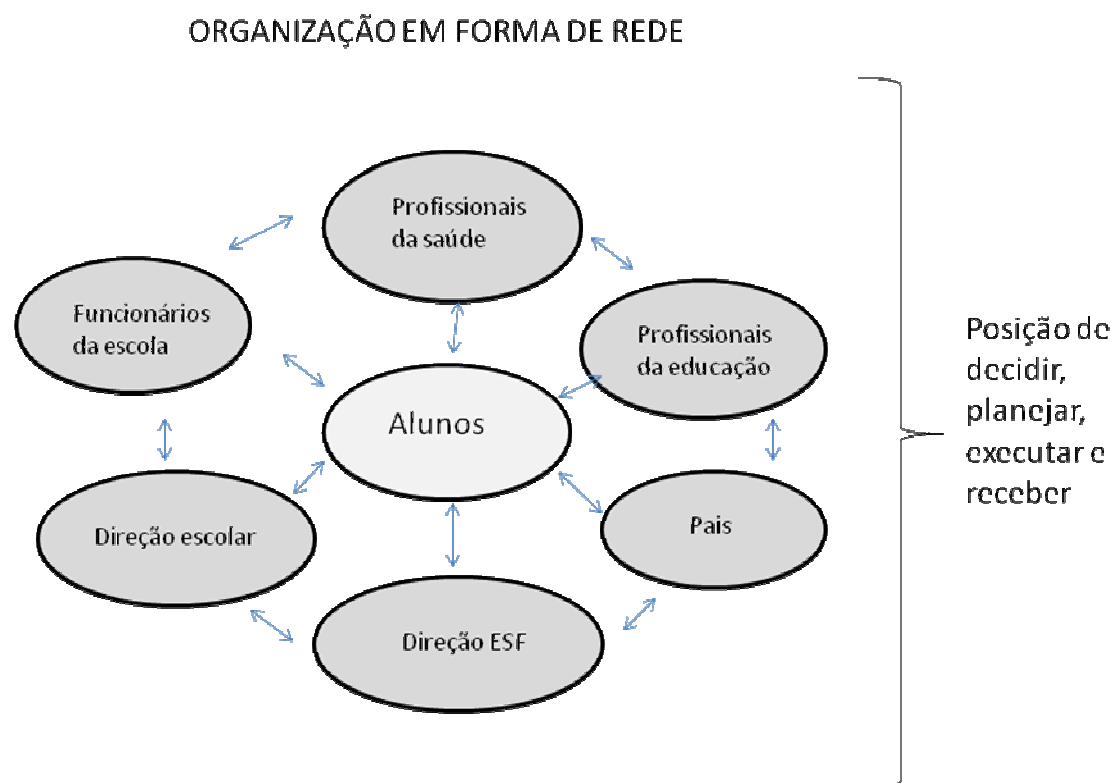 ORGANIZAÇÃO EM FORMA DE REDE
Profissionais
da saúde
Funcionários
da escola
Profissionais
da educação
Alunos
Direção escolar
Pais
Direção ESF
Posição de
decidir,
planejar,
executar e
receber